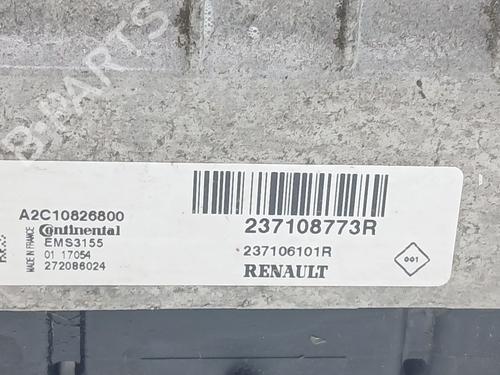 B-PARTS
A2C10826800
Continental
EMS3155
01 17054
272086024
MADE IN FRANCE
237108773R
237106101R
RENAULT
001